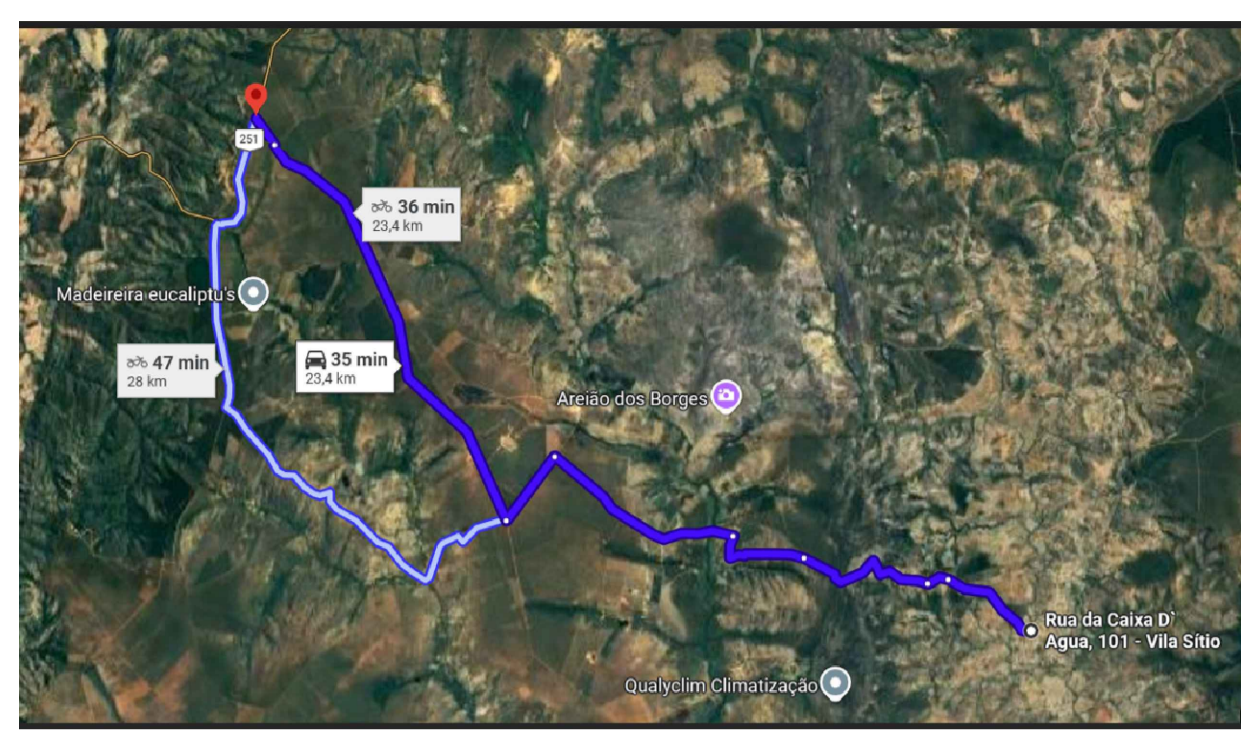 251
36 min
23,4 km
Madeireira eucaliptu's
47 min
28 km
35 min
23,4 km
Areião dos Borges
Rua da Caixa D`
Agua, 101 - Vila Sítio
Qualyclim Climatização